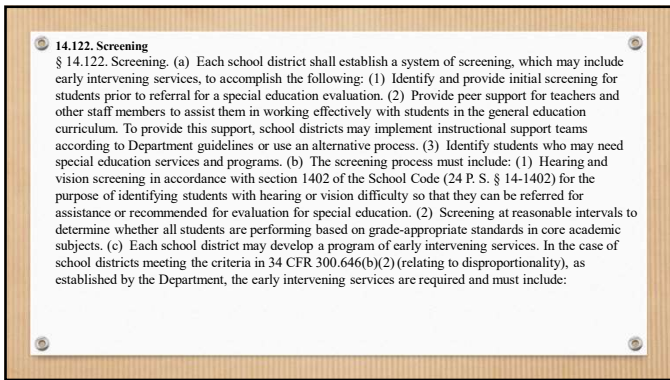 14.122. Screening
§ 14.122. Screening. (a) Each school district shall establish a system of screening, which may include
early intervening services, to accomplish the following: (1) Identify and provide initial screening for
students prior to referral for a special education evaluation. (2) Provide peer support for teachers and
other staff members to assist them in working effectively with students in the general education
curriculum. To provide this support, school districts may implement instructional support teams
according to Department guidelines or use an alternative process. (3) Identify students who may need
special education services and programs. (b) The screening process must include: (1) Hearing and
vision screening in accordance with section 1402 of the School Code (24 P. S. § 14-1402) for the
purpose of identifying students with hearing or vision difficulty so that they can be referred for
assistance or recommended for evaluation for special education. (2) Screening at reasonable intervals to
determine whether all students are performing based on grade-appropriate standards in core academic
subjects. (c) Each school district may develop a program of early intervening services. In the case of
school districts meeting the criteria in 34 CFR 300.646(b)(2) (relating to disproportionality), as
established by the Department, the early intervening services are required and must include: